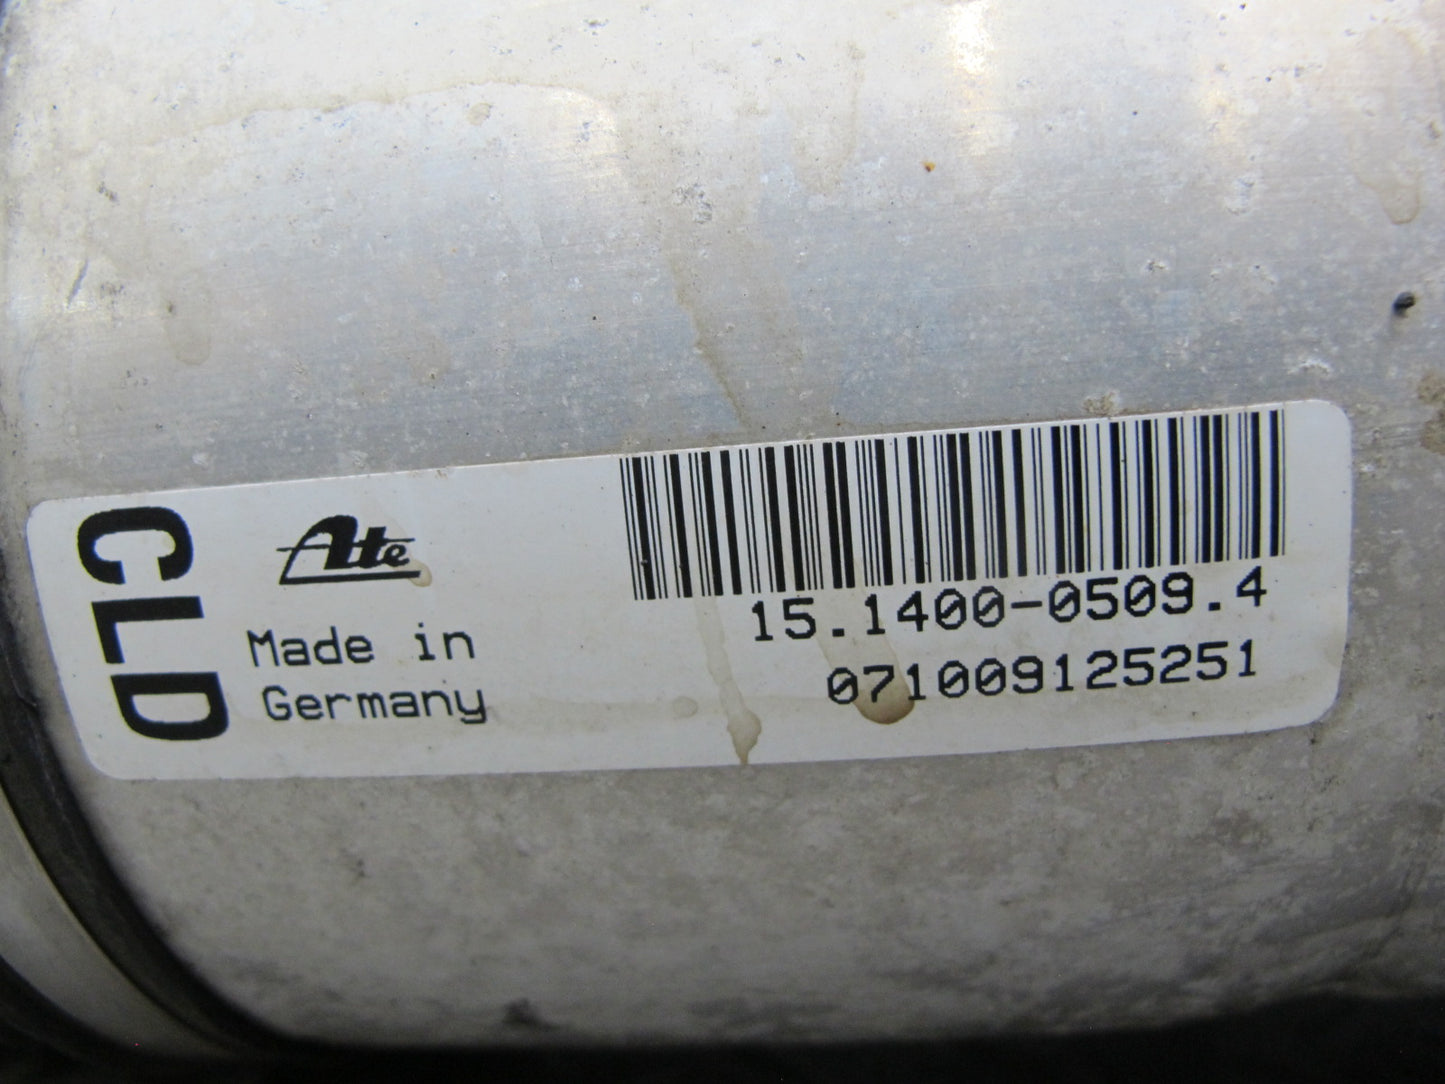 CLD
Ate
Made in
Germany
15.1400-0509.4
071009125251